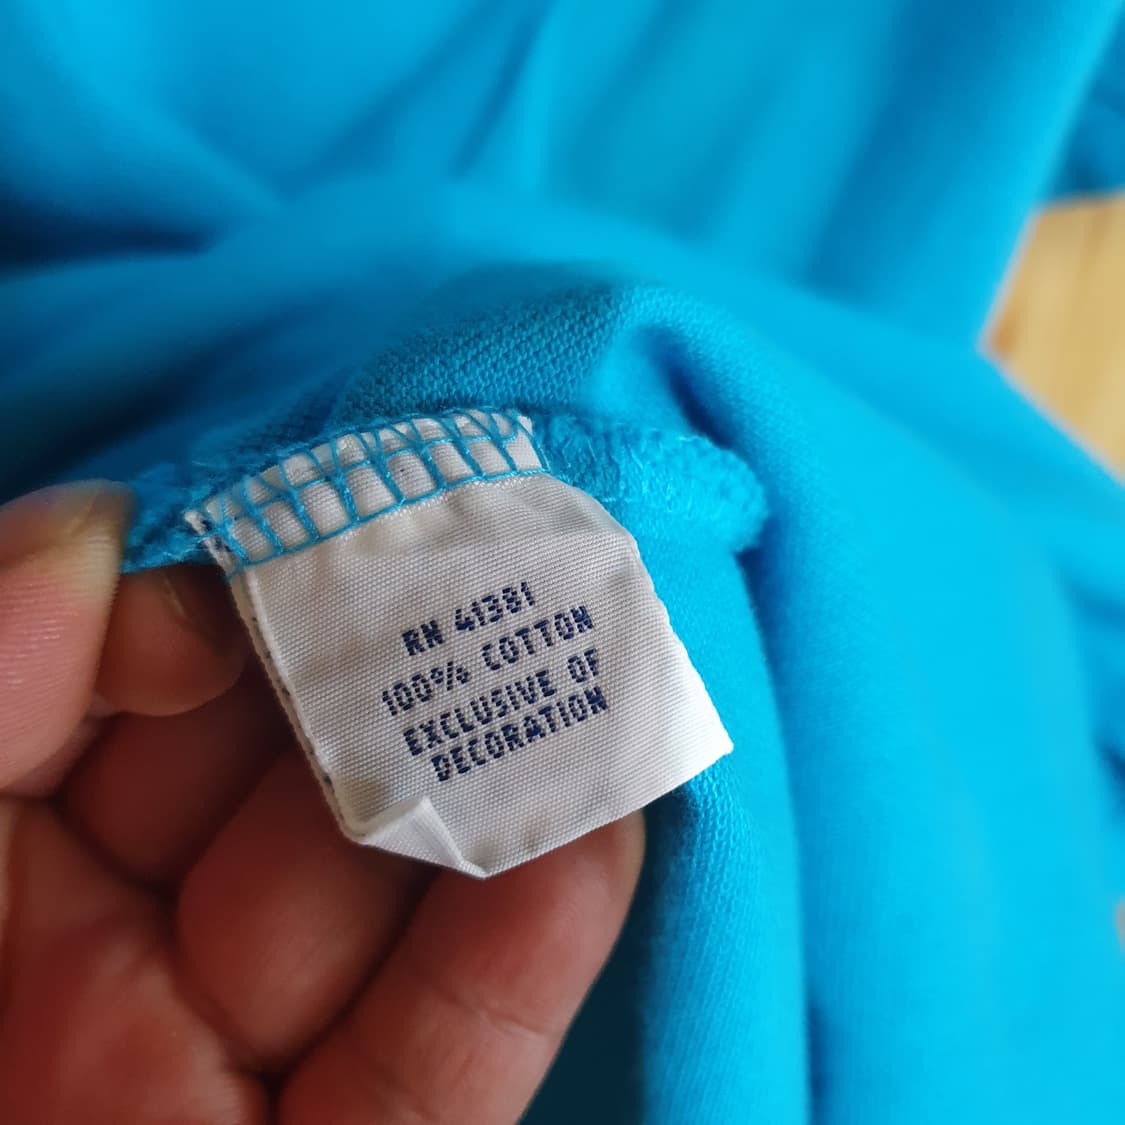 RN 41381
100% COTTON
EXCLUSIVE OF
DECORATION